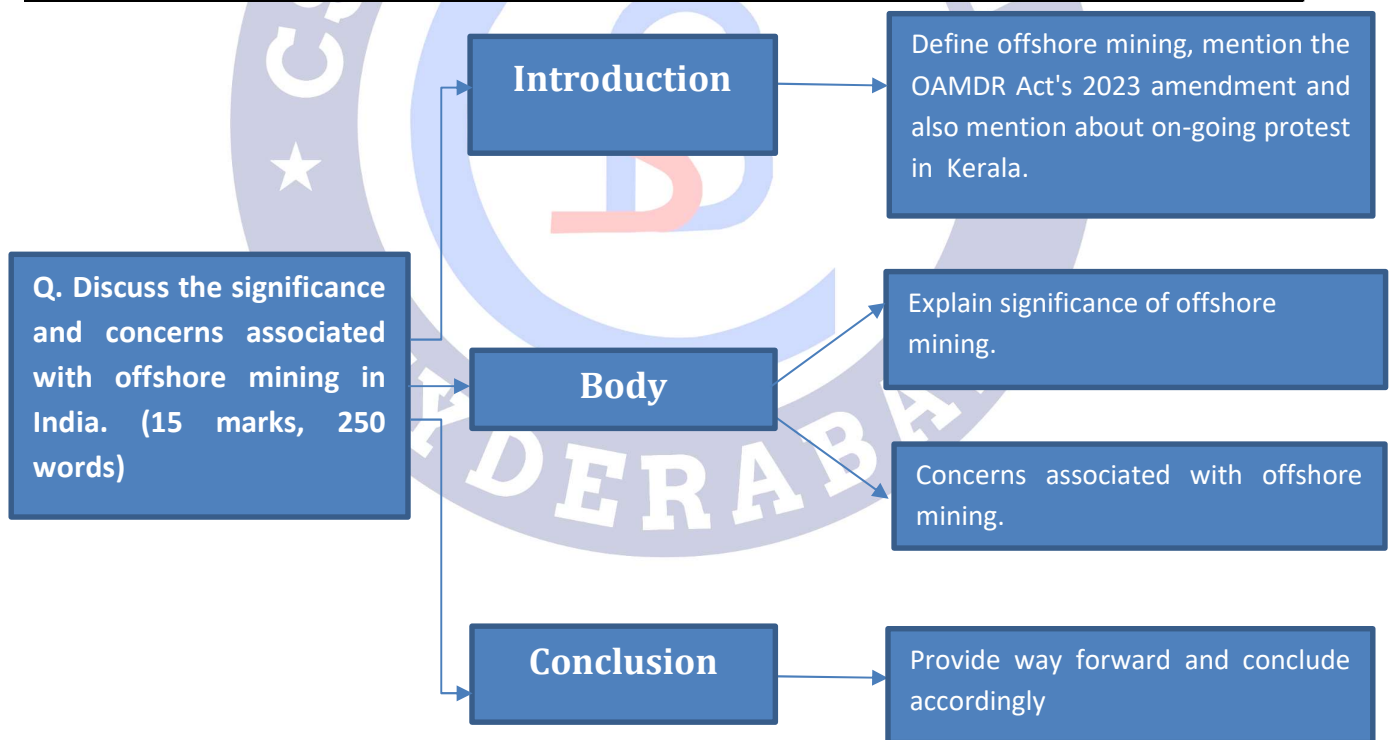 Q. Discuss the significance
and concerns associated
with offshore mining in
India. (15 marks, 250
words)
Introduction
Define offshore mining, mention the
OAMDR Act's 2023 amendment and
also mention about on-going protest
in Kerala.
Body
Explain significance of offshore
mining.
Concerns associated with offshore
mining.
Conclusion
Provide way forward and conclude
accordingly